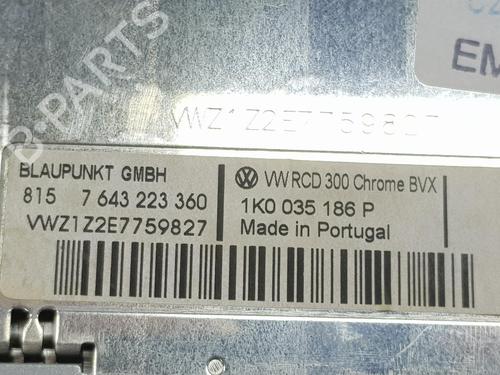 EM
VWZ1Z2E7759827
BLAUPUNKT GMBH
815 7 643 223 360
VWZ1Z2E7759827
VW RCD 300 Chrome BVX
1K0 035 186 P
Made in Portugal
B-PARTS